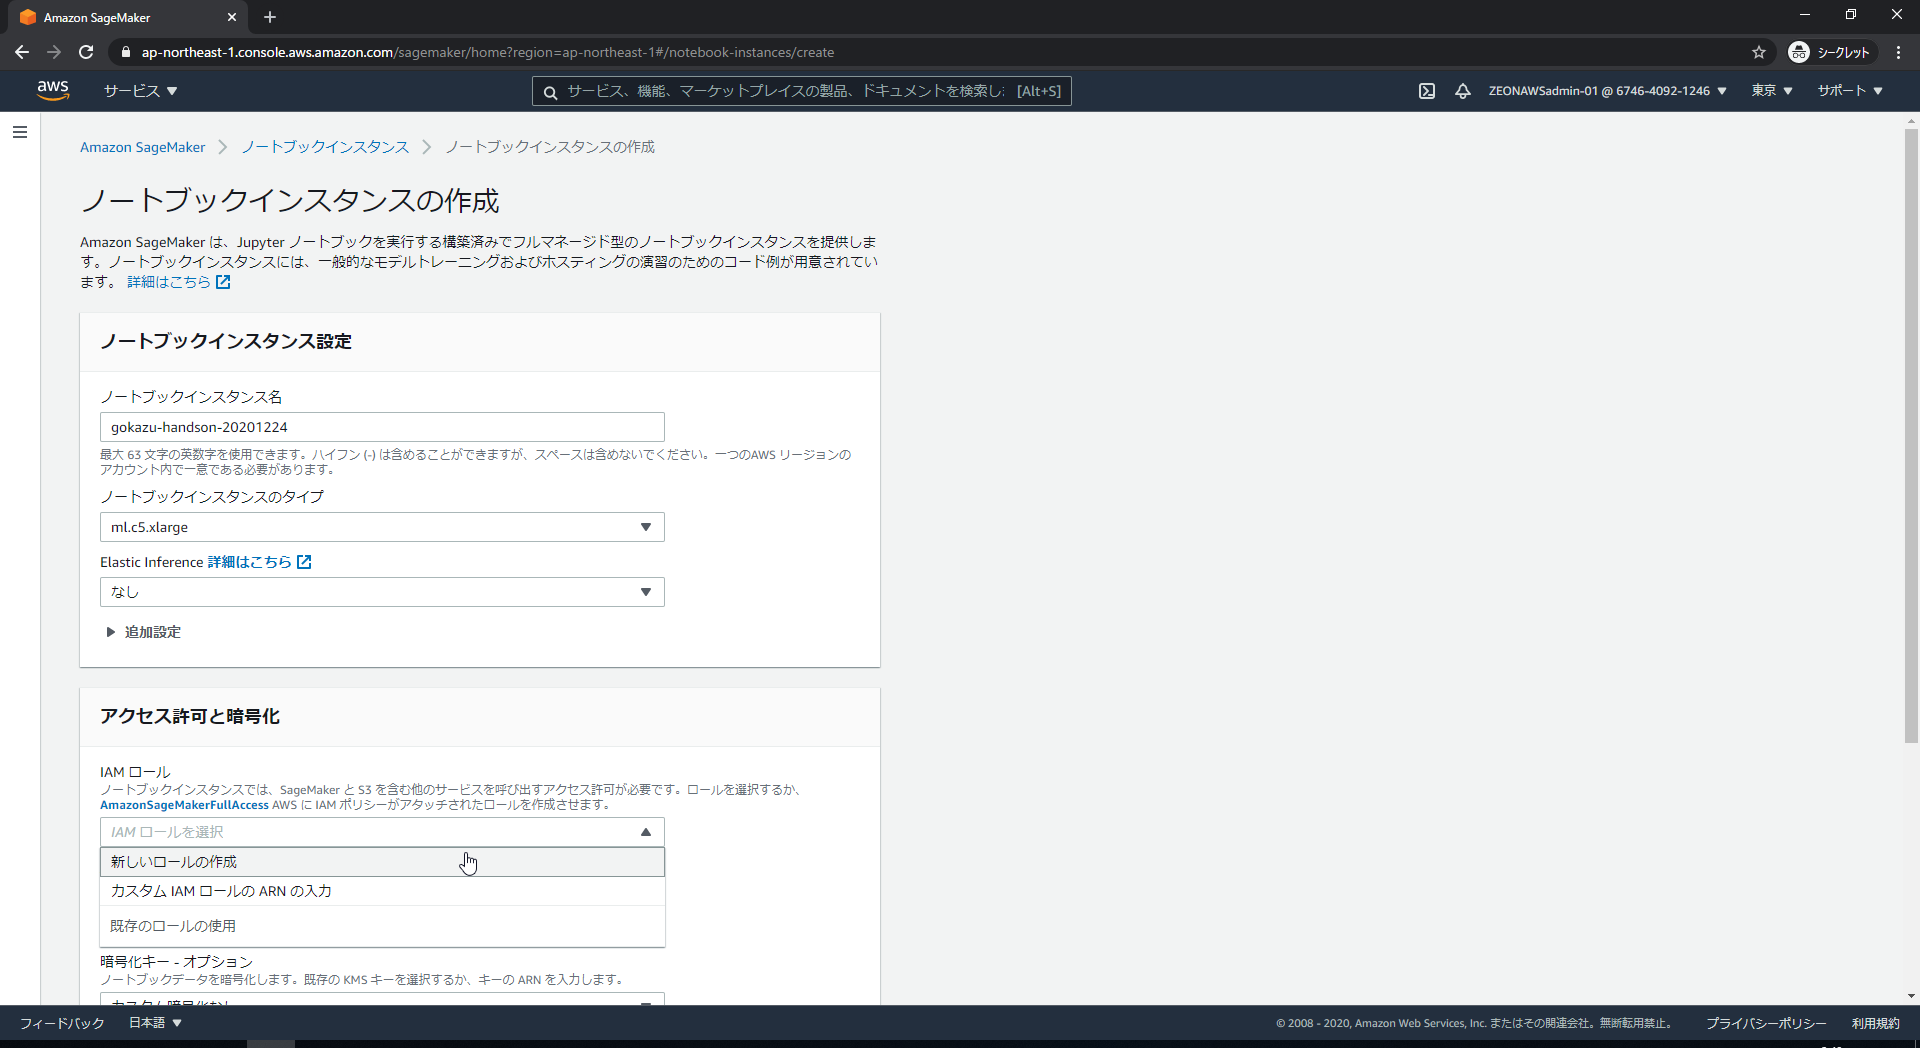 Amazon SageMaker
ap-northeast-1.console.aws.amazon.com/sagemaker/home?region=ap-northeast-1#/notebook-instances/create
シークレット
aws
サービス
サービス、機能、マーケットプレイスの製品、ドキュメントを検索し
[Alt+S]
ZEONAWSadmin-01 @ 6746-4092-1246
東京
サポート
Amazon SageMaker
ノートブックインスタンス
ノートブックインスタンスの作成
ノートブックインスタンスの作成
Amazon SageMaker は、Jupyter ノートブックを実行する構築済みでフルマネージド型のノートブックインスタンスを提供しま
す。ノートブックインスタンスには、一般的なモデルトレーニングおよびホスティングの演習のためのコード例が用意されてい
ます。 詳細はこちら
ノートブックインスタンス設定
ノートブックインスタンス名
gokazu-handson-20201224
最大 63 文字の英数字を使用できます。ハイフン (-) は含めることができますが、スペースは含めないでください。一つのAWS リージョンの
アカウント内で一意である必要があります。
ノートブックインスタンスのタイプ
ml.c5.xlarge
Elastic Inference 詳細はこちら
なし
追加設定
アクセス許可と暗号化
IAM ロール
ノートブックインスタンスでは、SageMaker と S3 を含む他のサービスを呼び出すアクセス許可が必要です。ロールを選択するか、
AmazonSageMakerFullAccess AWS に IAM ポリシーがアタッチされたロールを作成させます。
IAM ロールを選択
新しいロールの作成
カスタム IAM ロールの ARN の入力
既存のロールの使用
暗号化キー - オプション
ノートブックデータを暗号化します。既存の KMS キーを選択するか、キーの ARN を入力します。
カスタム暗号化なし
フィードバック
日本語
© 2008 - 2020, Amazon Web Services, Inc. またはその関連会社。無断転用禁止。
プライバシーポリシー
利用規約